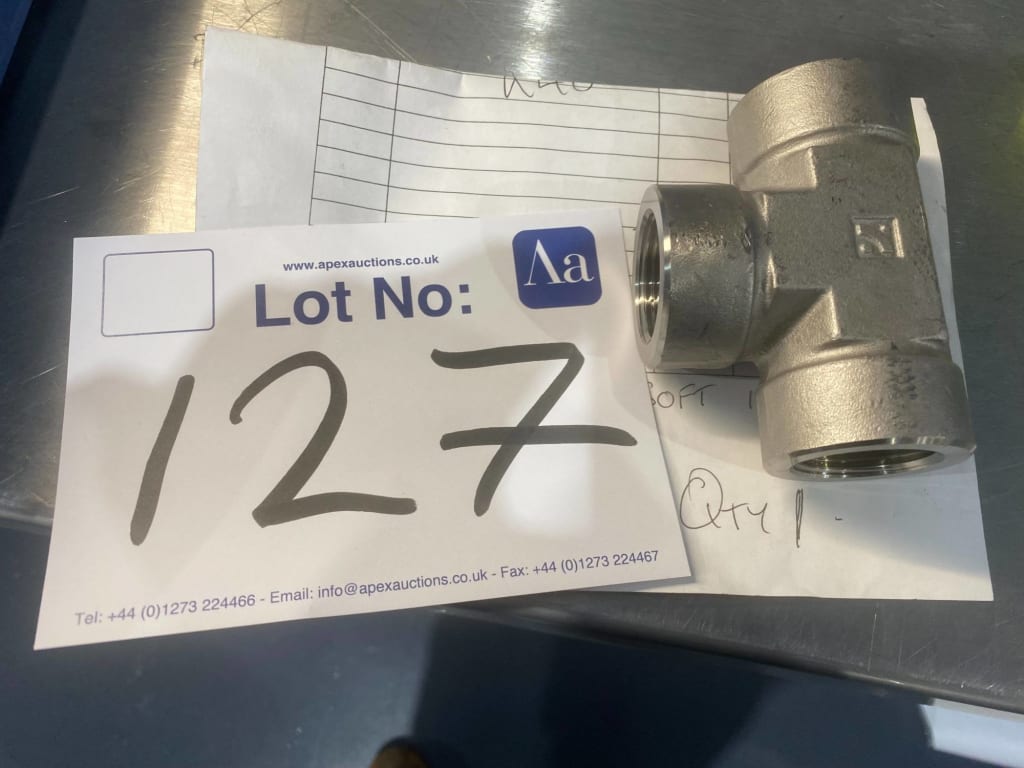 www.apexauctions.co.uk
Lot No:
Aa
127
Tel: +44 (0)1273 224466 - Email: info@apexauctions.co.uk - Fax: +44 (0)1273 224467
Qty 1